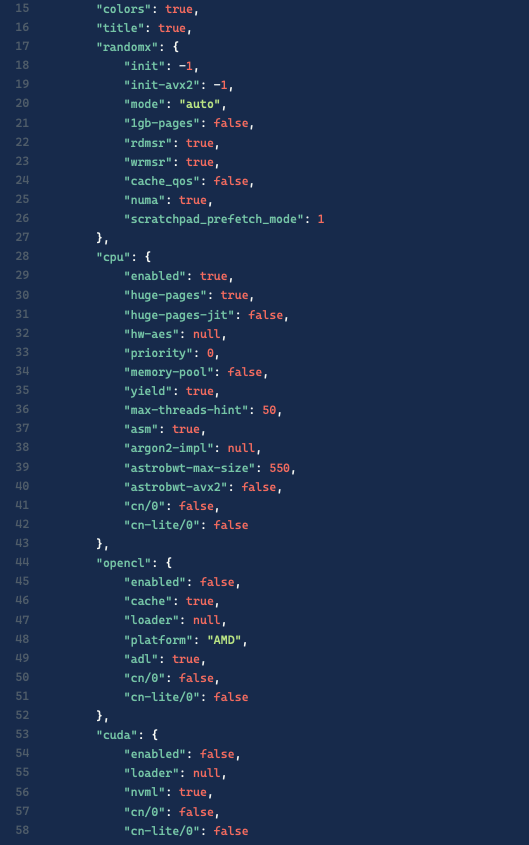 15 "colors": true,
16 "title": true,
17 "randomx": {
18 "init": -1,
19 "init-avx2": -1,
20 "mode": "auto",
21 "1gb-pages": false,
22 "rdmsr": true,
23 "wrmsr": true,
24 "cache_qos": false,
25 "numa": true,
26 "scratchpad_prefetch_mode": 1
27 },
28 "cpu": {
29 "enabled": true,
30 "huge-pages": true,
31 "huge-pages-jit": false,
32 "hw-aes": null,
33 "priority": 0,
34 "memory-pool": false,
35 "yield": true,
36 "max-threads-hint": 50,
37 "asm": true,
38 "argon2-impl": null,
39 "astrobwt-max-size": 550,
40 "astrobwt-avx2": false,
41 "cn/0": false,
42 "cn-lite/0": false
43 },
44 "opencl": {
45 "enabled": false,
46 "cache": true,
47 "loader": null,
48 "platform": "AMD",
49 "adl": true,
50 "cn/0": false,
51 "cn-lite/0": false
52 },
53 "cuda": {
54 "enabled": false,
55 "loader": null,
56 "nvml": true,
57 "cn/0": false,
58 "cn-lite/0": false